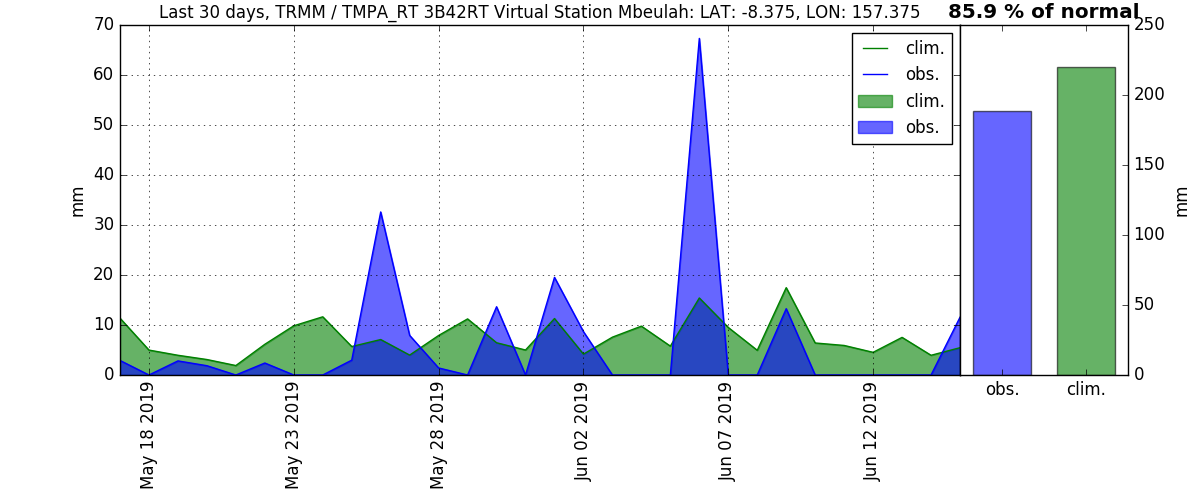 Last 30 days, TRMM / TMPA_RT 3B42RT Virtual Station Mbeulah: LAT: -8.375, LON: 157.375
85.9 % of normal
70
60
50
40
30
20
10
0
mm
clim.
obs.
clim.
obs.
May 18 2019
May 23 2019
May 28 2019
Jun 02 2019
Jun 07 2019
Jun 12 2019
250
200
150
100
50
0
mm
obs.
clim.